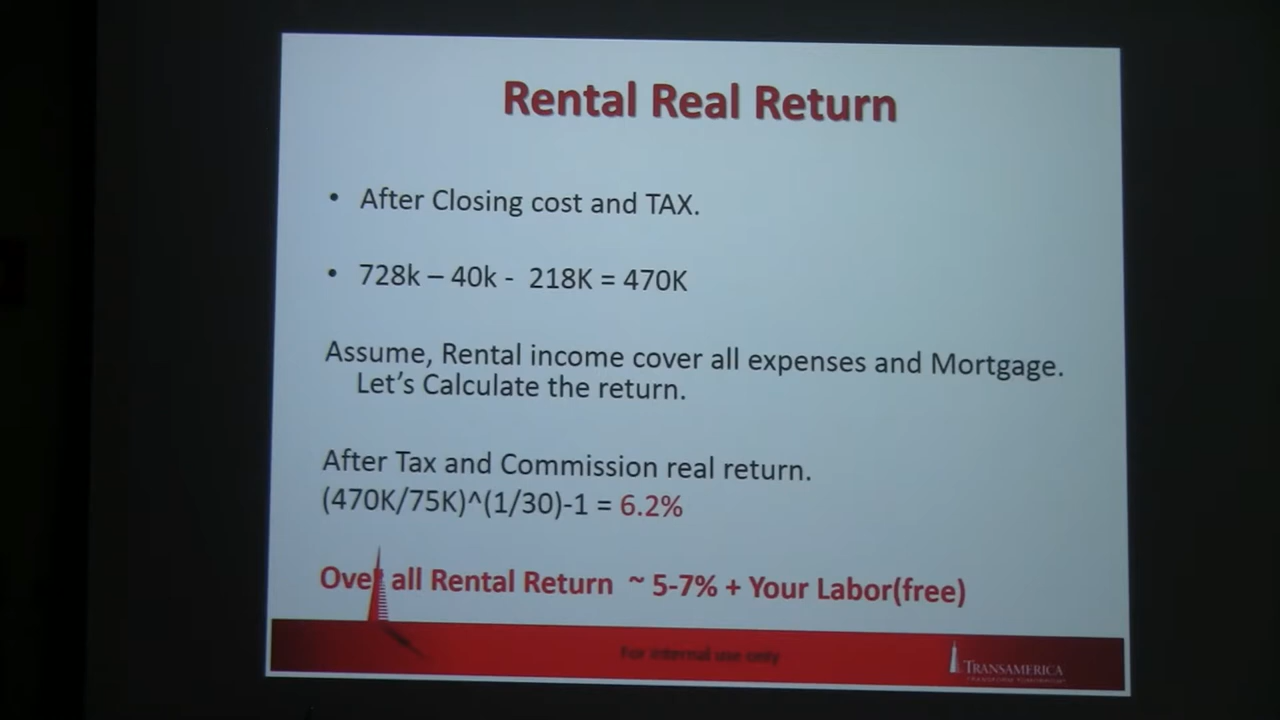 Rental Real Return
• After Closing cost and TAX.
• 728k – 40k - 218K = 470K
Assume, Rental income cover all expenses and Mortgage.
Let's Calculate the return.
After Tax and Commission real return.
(470K/75K)^(1/30)-1 = 6.2%
Over all Rental Return ~ 5-7% + Your Labor(free)
For internal use only
TRANSAMERICA
TRANSFORM TOMORROW